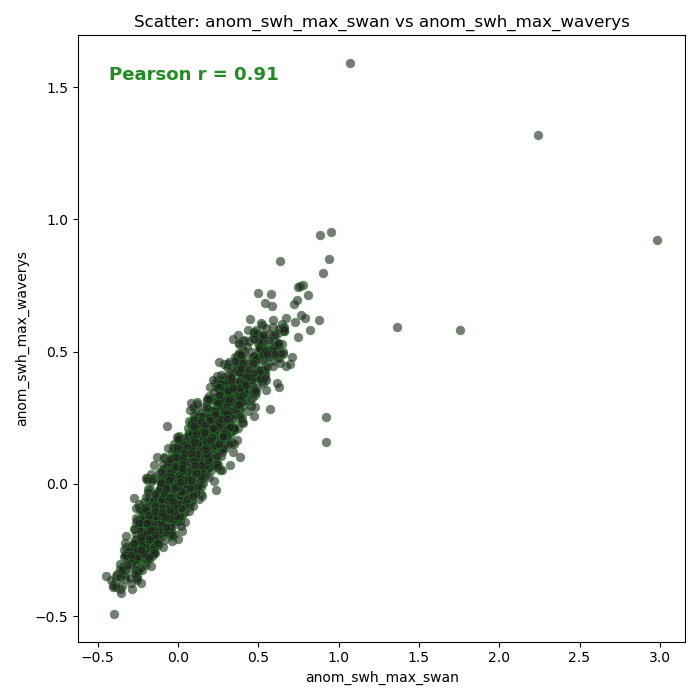 Scatter: anom_swh_max_swan vs anom_swh_max_waverys
Pearson r = 0.91
1.5
1.0
0.5
0.0
−0.5
anom_swh_max_waverys
−0.5 0.0 0.5 1.0 1.5 2.0 2.5 3.0
anom_swh_max_swan